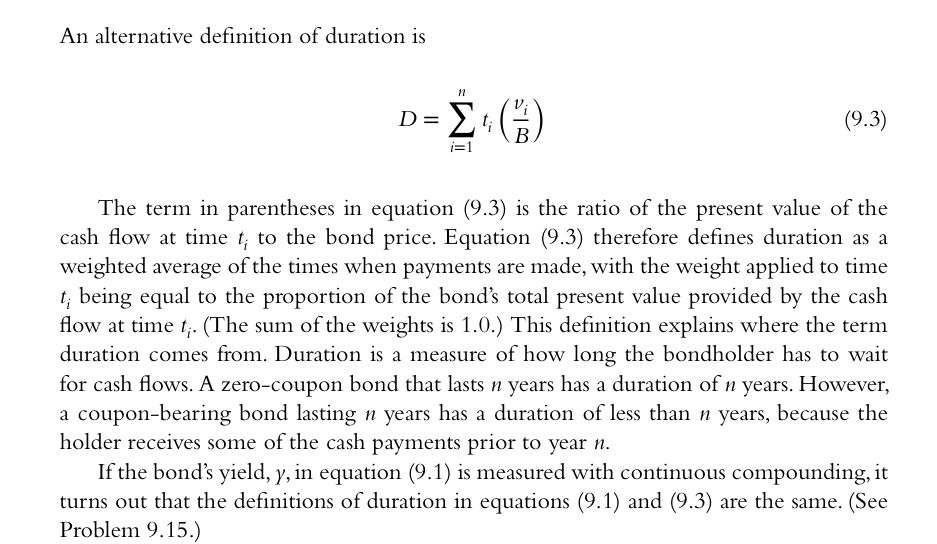 An alternative definition of duration is
D = \sum_{i=1}^{n} t_i \left( \frac{v_i}{B} \right) (9.3)
The term in parentheses in equation (9.3) is the ratio of the present value of the
cash flow at time t_i to the bond price. Equation (9.3) therefore defines duration as a
weighted average of the times when payments are made, with the weight applied to time
t_i being equal to the proportion of the bond’s total present value provided by the cash
flow at time t_i. (The sum of the weights is 1.0.) This definition explains where the term
duration comes from. Duration is a measure of how long the bondholder has to wait
for cash flows. A zero-coupon bond that lasts n years has a duration of n years. However,
a coupon-bearing bond lasting n years has a duration of less than n years, because the
holder receives some of the cash payments prior to year n.
If the bond’s yield, y, in equation (9.1) is measured with continuous compounding, it
turns out that the definitions of duration in equations (9.1) and (9.3) are the same. (See
Problem 9.15.)